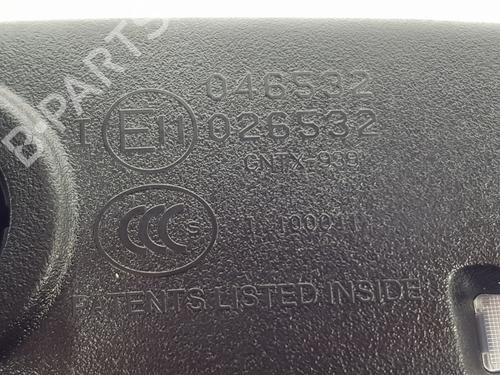 B-PARTS
046532
I E11 026532
GNTX-939
CCC S
PATENTS LISTED INSIDE